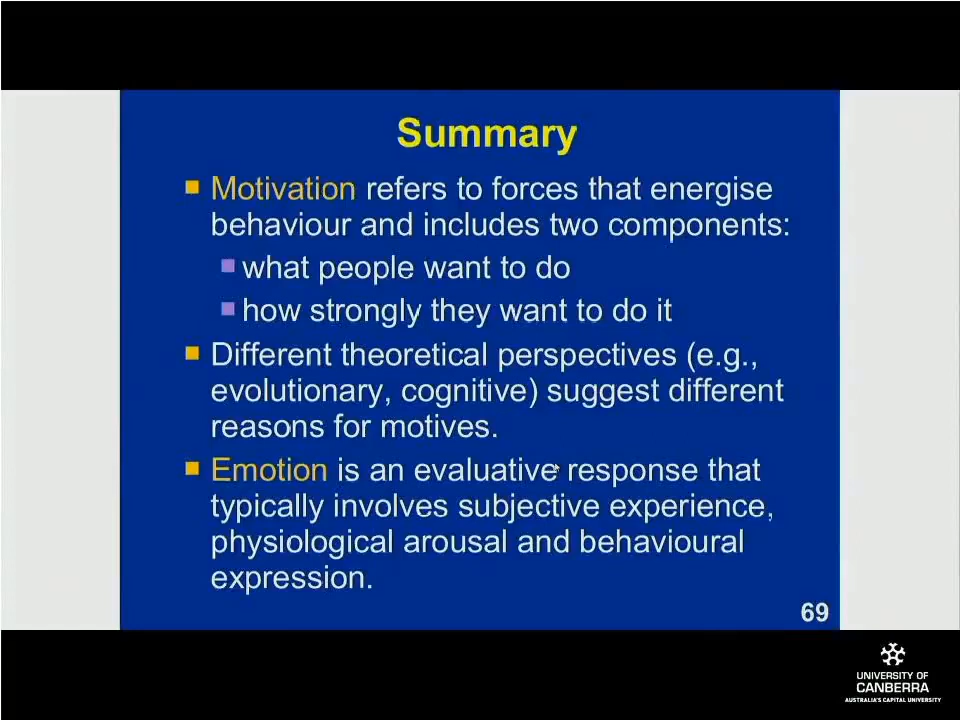 Summary
Motivation refers to forces that energise
behaviour and includes two components:
what people want to do
how strongly they want to do it
Different theoretical perspectives (e.g.,
evolutionary, cognitive) suggest different
reasons for motives.
Emotion is an evaluative response that
typically involves subjective experience,
physiological arousal and behavioural
expression.
69
UNIVERSITY OF
CANBERRA
AUSTRALIA'S CAPITAL UNIVERSITY